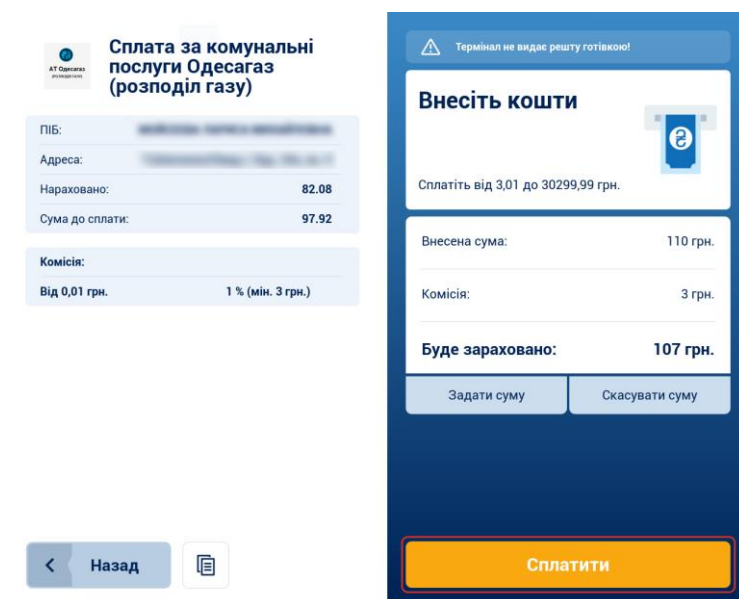 АТ Одесагаз
Сплата за комунальні
послуги Одесагаз
(розподіл газу)
ПІБ:
Адреса:
Нараховано: 82.08
Сума до сплати: 97.92
Комісія:
Від 0,01 грн. 1 % (мін. 3 грн.)
Назад
Термінал не видає решту готівкою!
Внесіть кошти
₴
Сплатіть від 3,01 до 30299,99 грн.
Внесена сума: 110 грн.
Комісія: 3 грн.
Буде зараховано: 107 грн.
Задати суму Скасувати суму
Сплатити